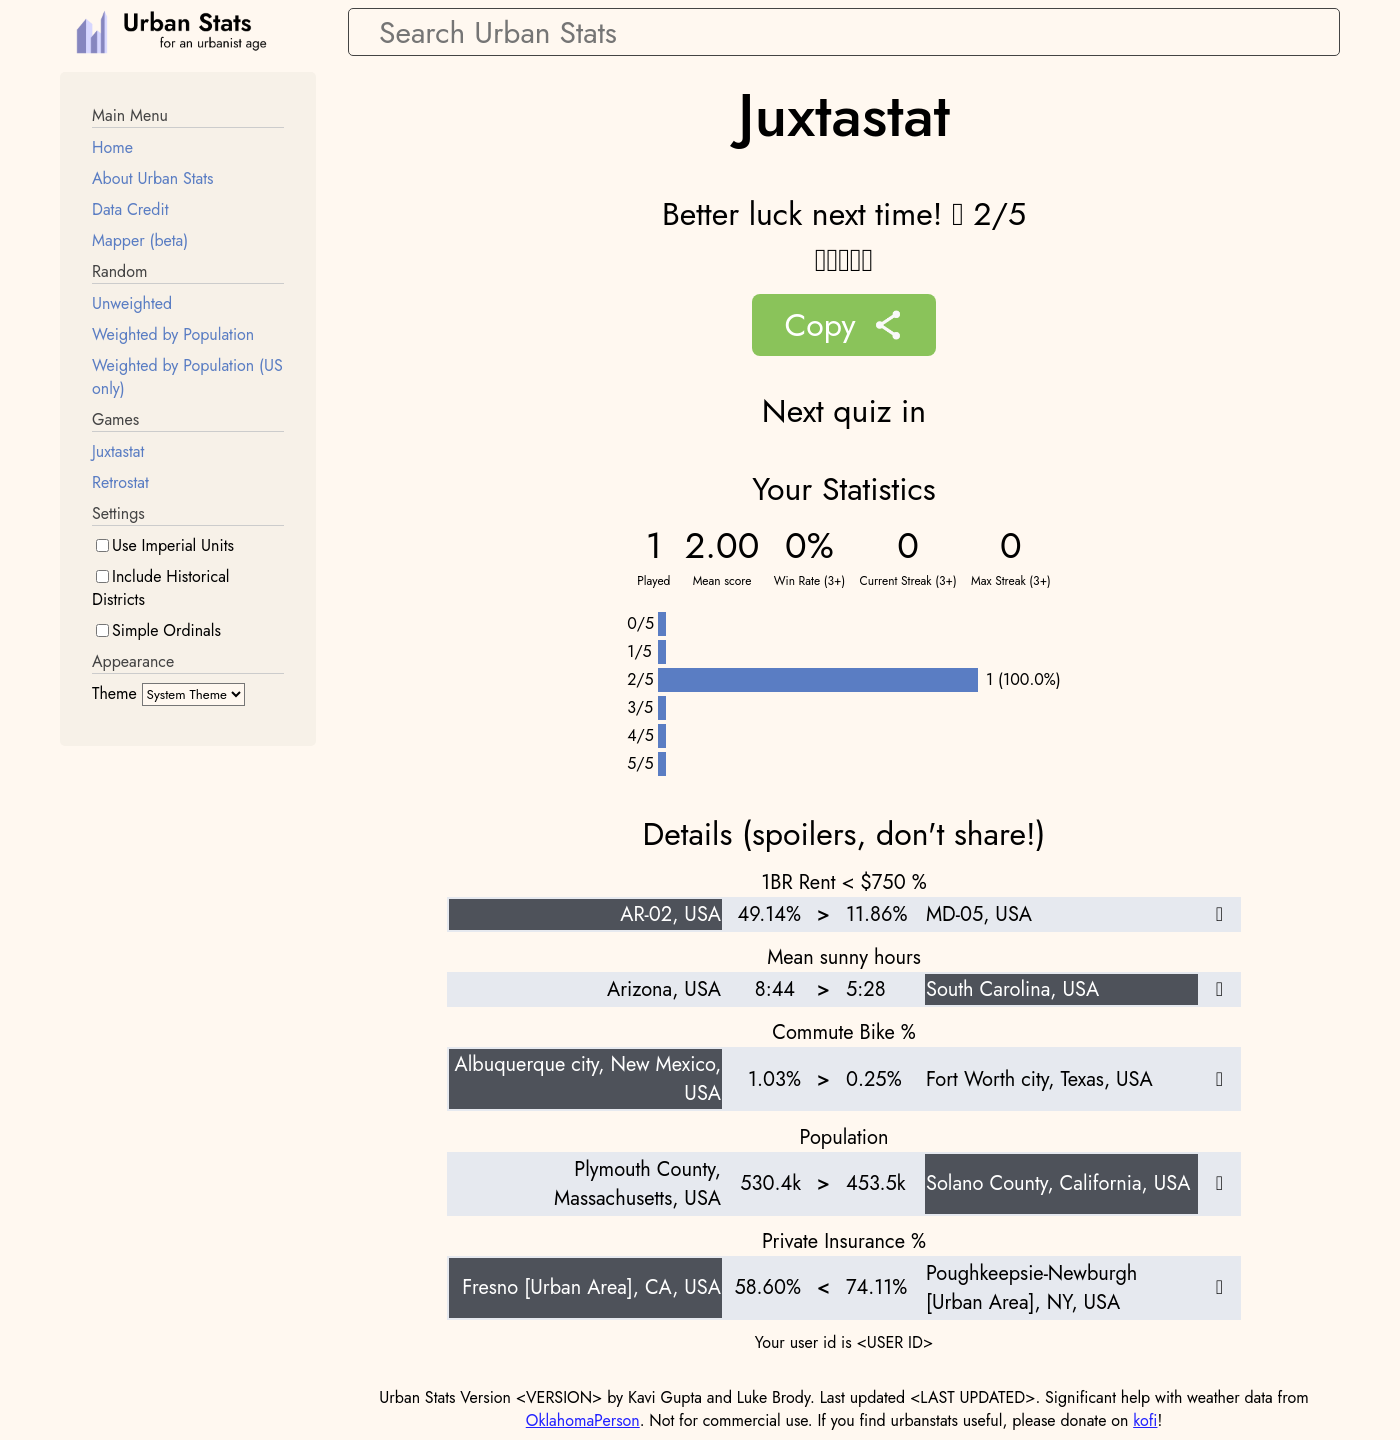 Urban Stats
for an urbanist age
Search Urban Stats
Main Menu
Home
About Urban Stats
Data Credit
Mapper (beta)
Random
Unweighted
Weighted by Population
Weighted by Population (US
only)
Games
Juxtastat
Retrostat
Settings
Use Imperial Units
Include Historical
Districts
Simple Ordinals
Appearance
Theme System Theme
Juxtastat
Better luck next time! 2/5
Copy
Next quiz in
Your Statistics
1 2.00 0% 0 0
Played Mean score Win Rate (3+) Current Streak (3+) Max Streak (3+)
0/5
1/5
2/5 1 (100.0%)
3/5
4/5
5/5
Details (spoilers, don't share!)
1BR Rent < $750 %
AR-02, USA 49.14% > 11.86% MD-05, USA
Mean sunny hours
Arizona, USA 8:44 > 5:28 South Carolina, USA
Commute Bike %
Albuquerque city, New Mexico,
USA 1.03% > 0.25% Fort Worth city, Texas, USA
Population
Plymouth County,
Massachusetts, USA 530.4k > 453.5k Solano County, California, USA
Private Insurance %
Fresno [Urban Area], CA, USA 58.60% < 74.11% Poughkeepsie-Newburgh
[Urban Area], NY, USA
Your user id is <USER ID>
Urban Stats Version <VERSION> by Kavi Gupta and Luke Brody. Last updated <LAST UPDATED>. Significant help with weather data from
OklahomaPerson. Not for commercial use. If you find urbanstats useful, please donate on kofi!